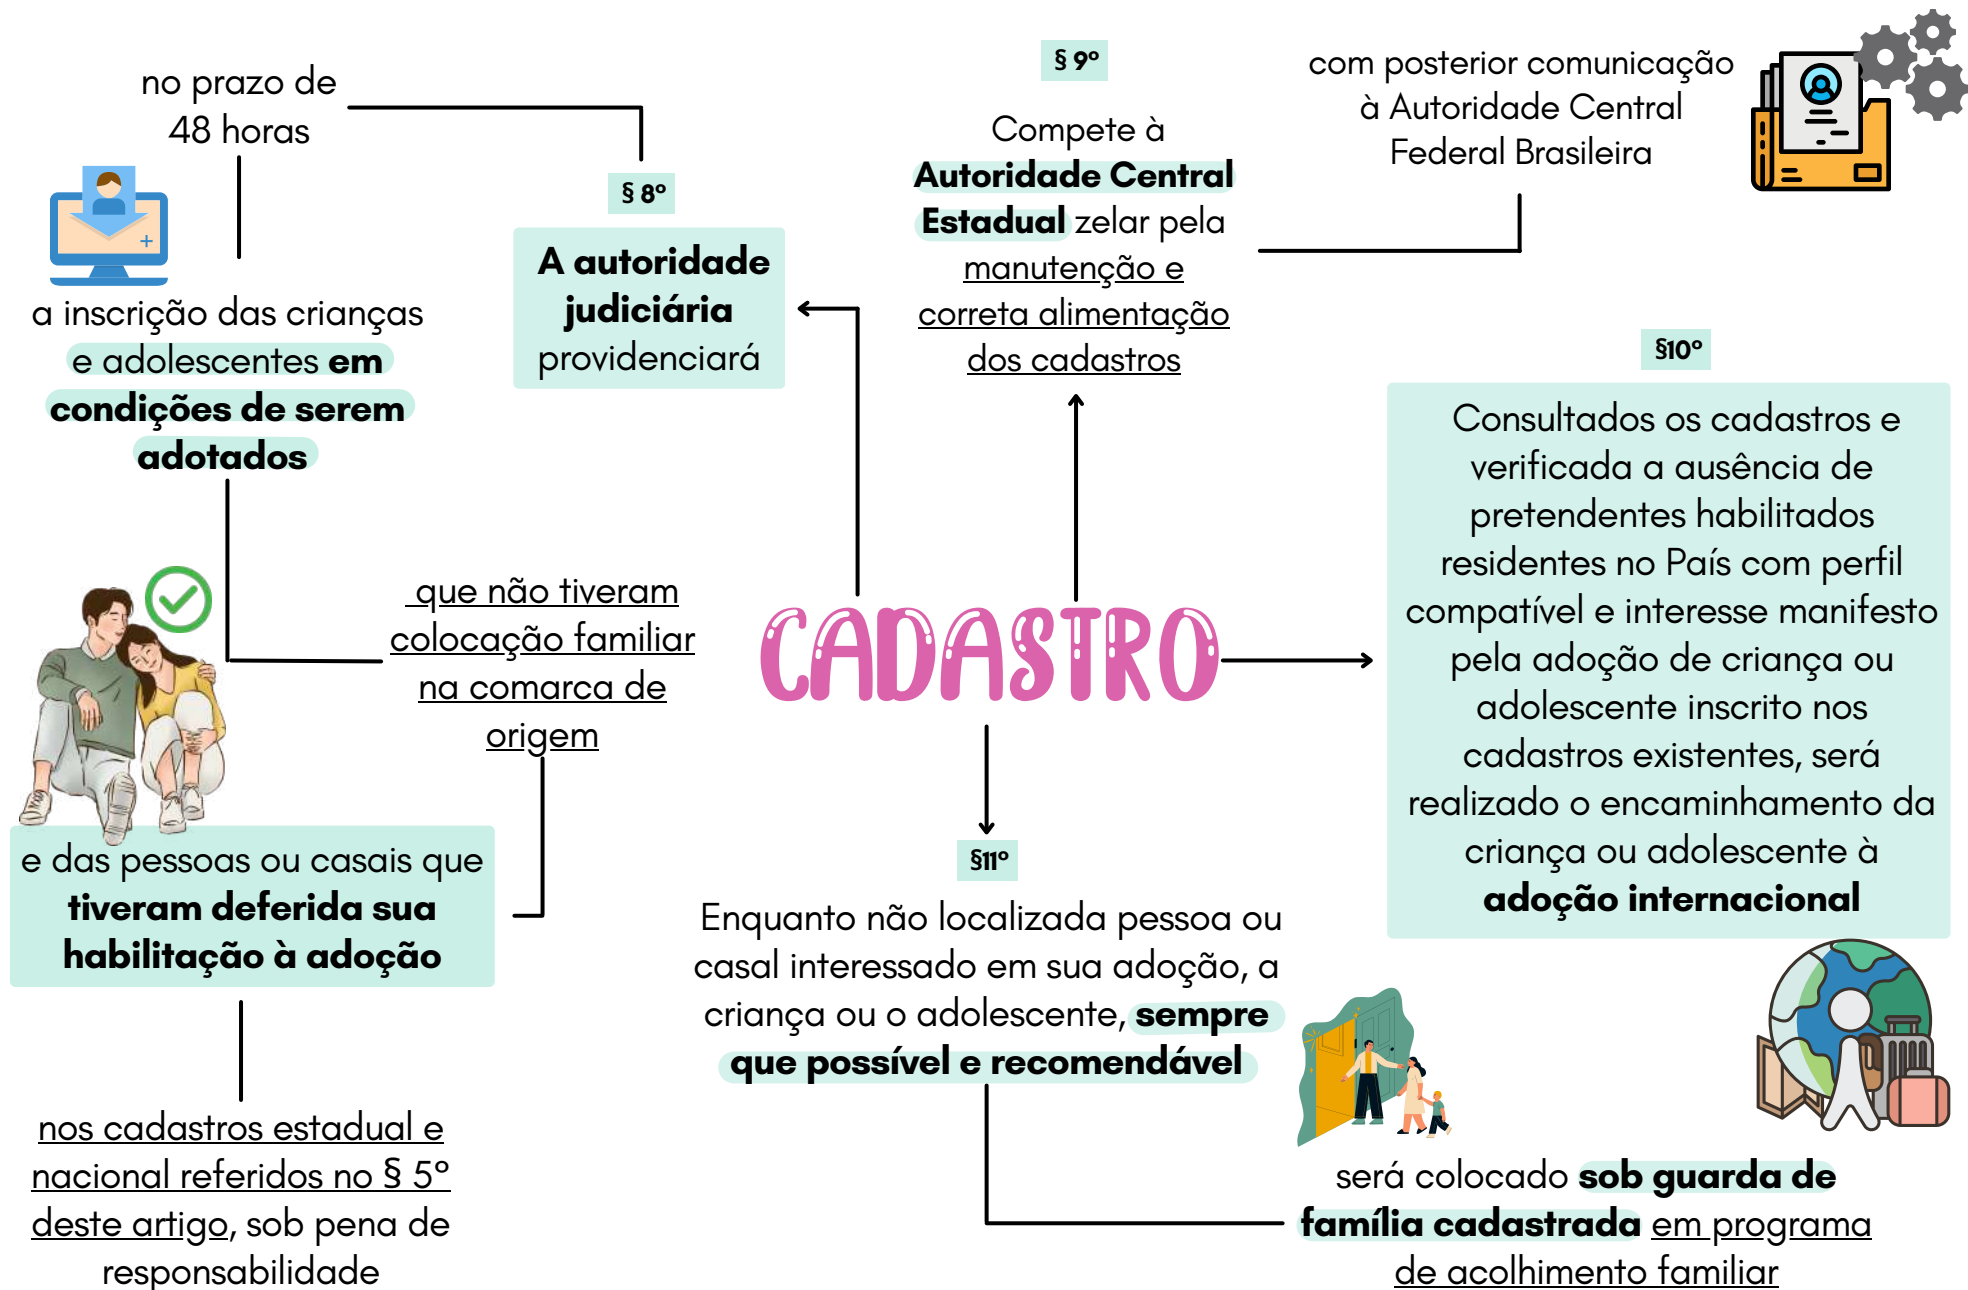 CADASTRO
§ 8º
A autoridade
judiciária
providenciará
no prazo de
48 horas
a inscrição das crianças
e adolescentes em
condições de serem
adotados
que não tiveram
colocação familiar
na comarca de
origem
e das pessoas ou casais que
tiveram deferida sua
habilitação à adoção
nos cadastros estadual e
nacional referidos no § 5º
deste artigo, sob pena de
responsabilidade
§ 9º
Compete à
Autoridade Central
Estadual zelar pela
manutenção e
correta alimentação
dos cadastros
com posterior comunicação
à Autoridade Central
Federal Brasileira
§10º
Consultados os cadastros e
verificada a ausência de
pretendentes habilitados
residentes no País com perfil
compatível e interesse manifesto
pela adoção de criança ou
adolescente inscrito nos
cadastros existentes, será
realizado o encaminhamento da
criança ou adolescente à
adoção internacional
§11º
Enquanto não localizada pessoa ou
casal interessado em sua adoção, a
criança ou o adolescente, sempre
que possível e recomendável
será colocado sob guarda de
família cadastrada em programa
de acolhimento familiar